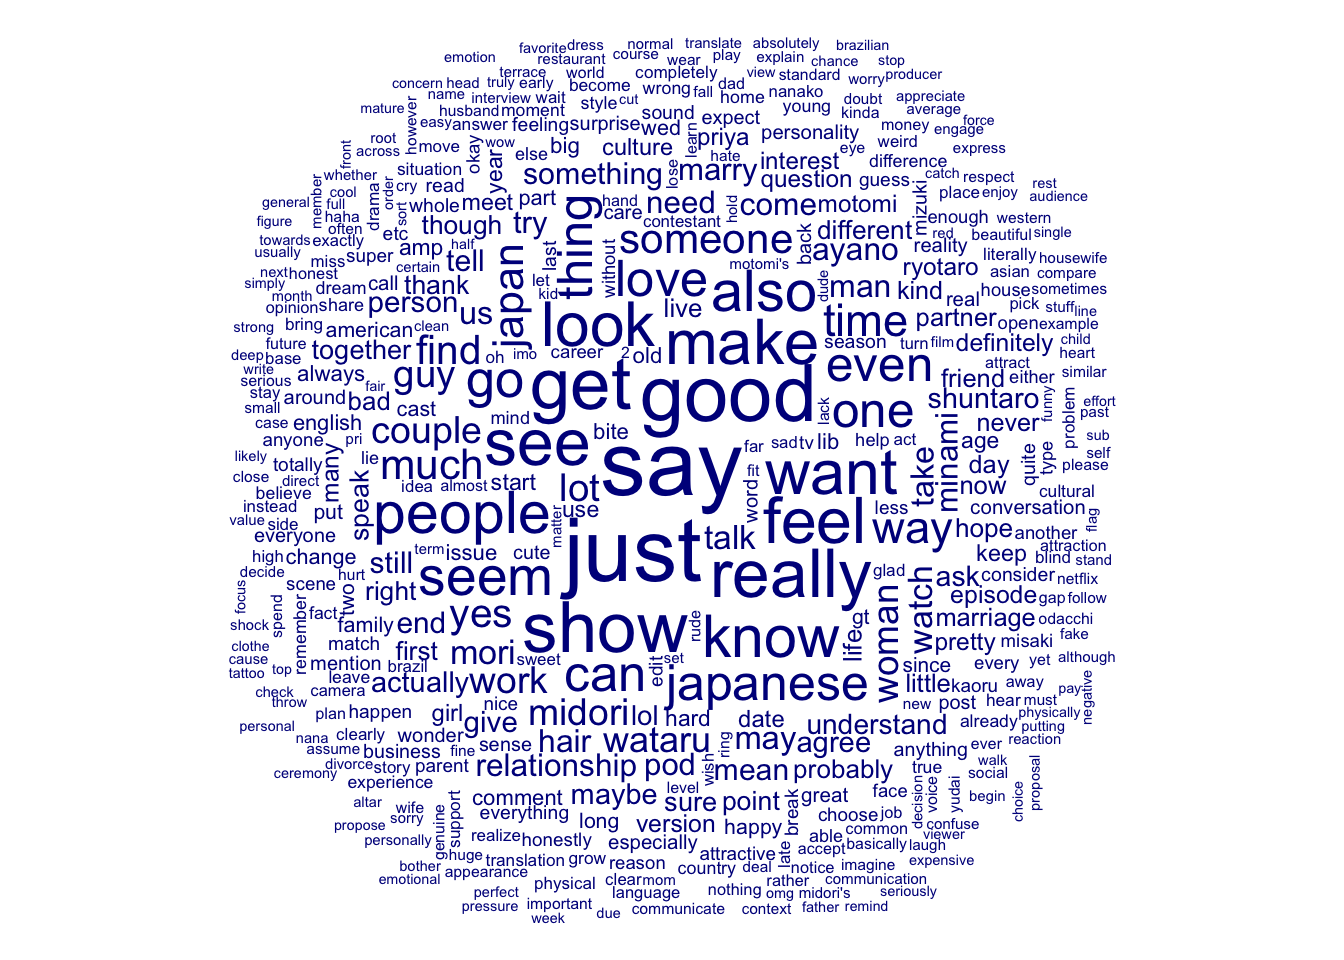 favorite dress normal translate absolutely brazilian
emotion restaurant course wear play explain chance stop
terrace world completely view standard worry producer
concern head truly early become wrong fall dad nanako doubt appreciate
name interview wait style cut home young kinda average
mature however husband moment sound expect money force
easy answer feeling surprise wed learn priya personality weird engage
root move okay wow else big culture hate eye express
front across situation year something lose marry interest difference
whether cry read question guess catch respect
general member cool drama order whole meet part hand care need come motomi mizuki place enjoy rest
full sort thing hold audience
figure haha often etc though try contestant different enough western
towards exactly amp half japan last without someone back ayano reality red beautiful single
usually miss super tell motomi's literally housewife
next honest certain let love also dude ryotaro asian compare
simply dream call thank kid man kind real house sometimes
month opinion share person us look live time partner pick stuff line
strong bring american clean make season open example
future together find oh imo career 2 old turn film definitely child
deep base heart
write always fair guy go get good even attract similar
serious around friend either
stay bad cast mind lack one shuntaro funny effort
small case english couple see bite never problem past
anyone pri say far sad tv lib help act minami age quite sub
likely lie much fit self
close totally many idea almost start lot word want take day type please
direct believe speak use less now cultural
value instead put people matter feel way conversation flag
side everyone just talk hope another
high change still term issue cute really glad keep blind attraction stand
decide scene hurt right seem ask consider netflix
focus spend two woman watch episode gap follow
shock remember fact family end yes show rude know life gt marriage odacchi fake
clothe match first mori sweet set pretty misaki
cause top mention brazil can edit since every yet although
tattoo leave actually work japanese little kaoru away pay negative
check camera nice new post hear must physically
throw plan happen girl give midori lol hard date understand already putting
personal nana clearly wonder reaction
assume business fine sense hair wataru ring may agree anything ever
divorce story parent relationship pod wish mean probably true walk
ceremony experience level social
altar wife comment maybe sure point break great face decision voice yudai begin choice proposal
sorry everything choose job
propose genuine support long version happy able common confuse
personally realize honestly especially basically laugh viewer
huge translation grow reason attractive late accept
bother appearance country deal notice imagine expensive
emotional physical clear mom rather communication
perfect language nothing omg midori's seriously
pressure important due communicate context father remind
week